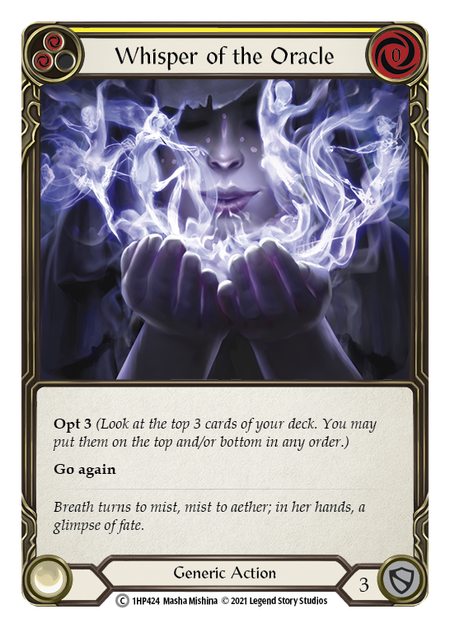 Whisper of the Oracle
0
Opt 3 (Look at the top 3 cards of your deck. You may
put them on the top and/or bottom in any order.)
Go again
Breath turns to mist, mist to aether; in her hands, a
glimpse of fate.
Generic Action
3
C 1HP424 Masha Mishina © 2021 Legend Story Studios